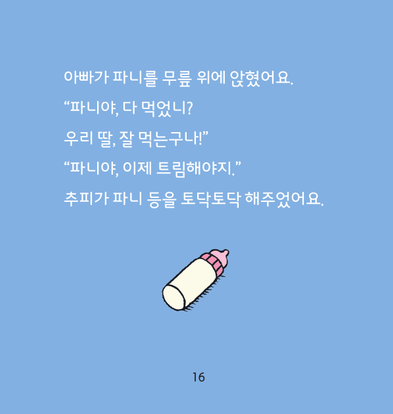 아빠가 파니를 무릎 위에 앉혔어요.
“파니야, 다 먹었니?
우리 딸, 잘 먹는구나!”
“파니야, 이제 트림해야지.”
추피가 파니 등을 토닥토닥 해주었어요.
16